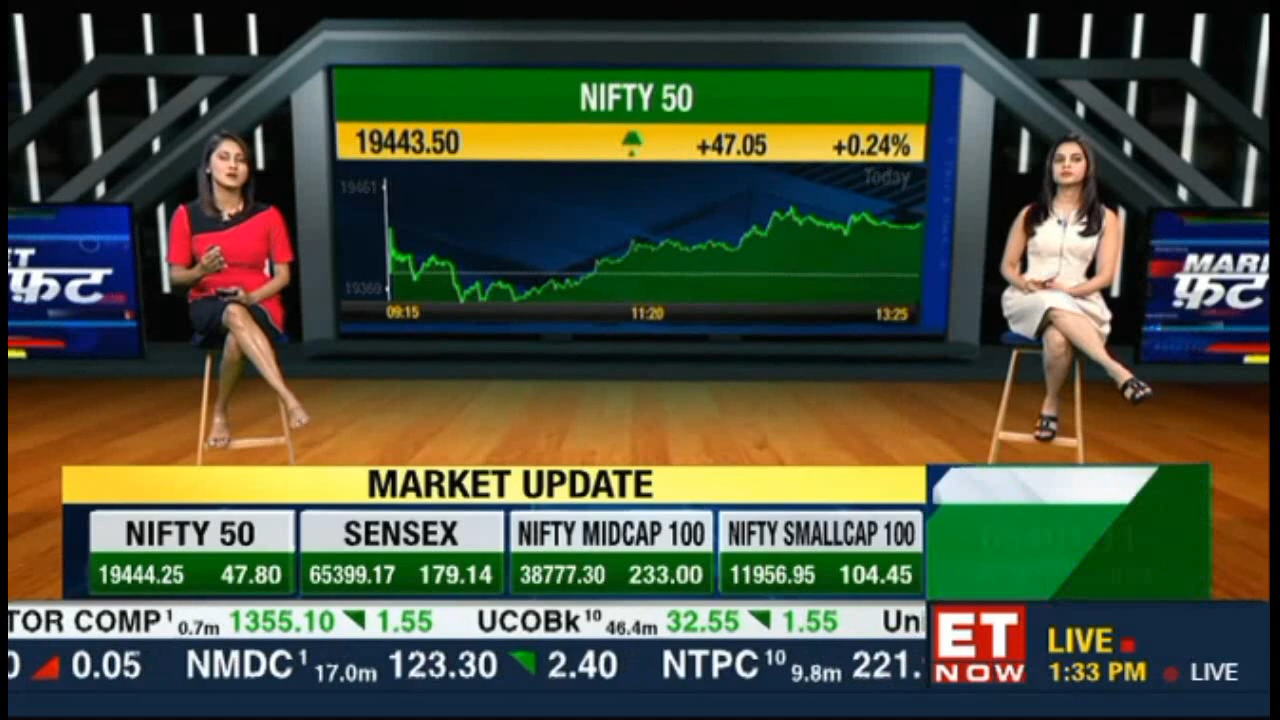 NIFTY 50
19443.50 +47.05 +0.24%
Today
19461
19369
09:15 11:20 13:25
ET
फ़्रंट
MAR
फ़्रंट
MARKET UPDATE
NIFTY 50 SENSEX NIFTY MIDCAP 100 NIFTY SMALLCAP 100
19444.25 47.80 65399.17 179.14 38777.30 233.00 11956.95 104.45
TOR COMP 1 0.7m 1355.10 1.55 UCOBk 10 46.4m 32.55 1.55 Un
0 0.05 NMDC 1 17.0m 123.30 2.40 NTPC 10 9.8m 221.
ET
NOW
LIVE
1:33 PM
LIVE